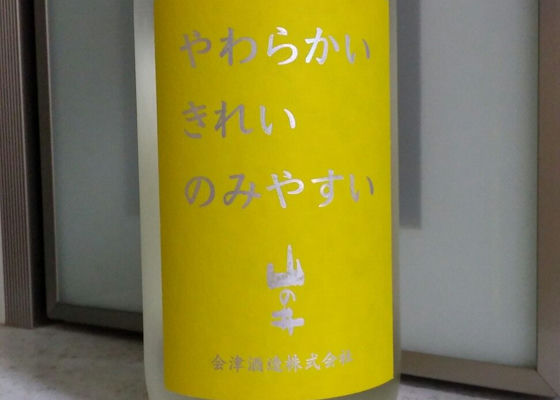 やわらかい
きれい
のみやすい
山の井
会津酒造株式会社